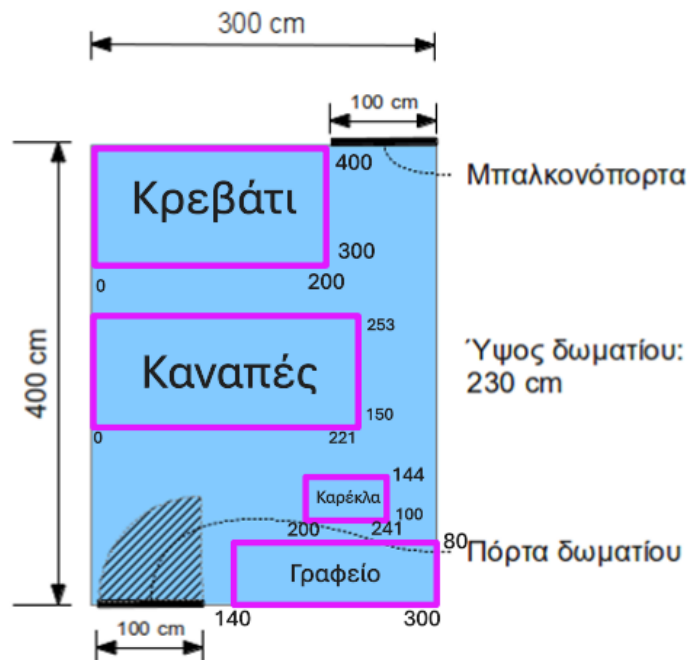 300 cm
100 cm
400
Μπαλκονόπορτα
Κρεβάτι
300
0
200
253
Ύψος δωματίου:
230 cm
Καναπές
400 cm
150
0
221
144
Καρέκλα
100
200
241
80
Πόρτα δωματίου
Γραφείο
140
300
100 cm